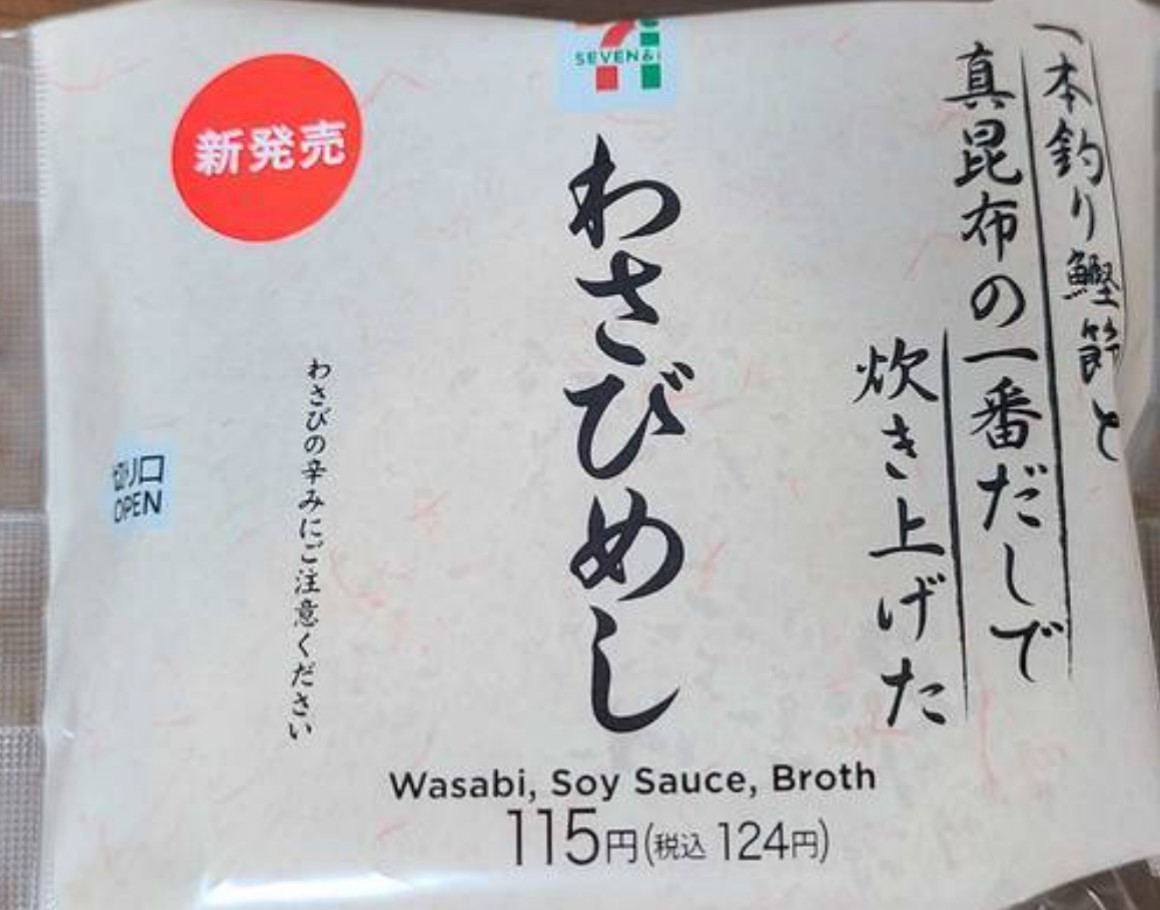 一本釣り鰹節と
真昆布の一番だしで
炊き上げた
SEVEN&i
新発売
わさびめし
わさびの辛みにご注意ください
切り口
OPEN
Wasabi, Soy Sauce, Broth
115円(税込 124円)